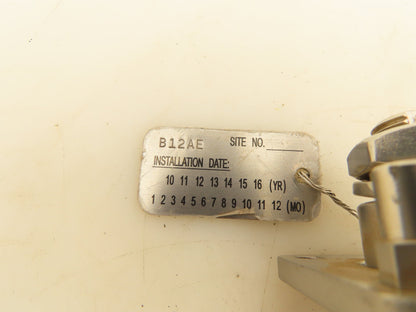 B12AE SITE NO.
INSTALLATION DATE:
10 11 12 13 14 15 16 (YR)
1 2 3 4 5 6 7 8 9 10 11 12 (MO)